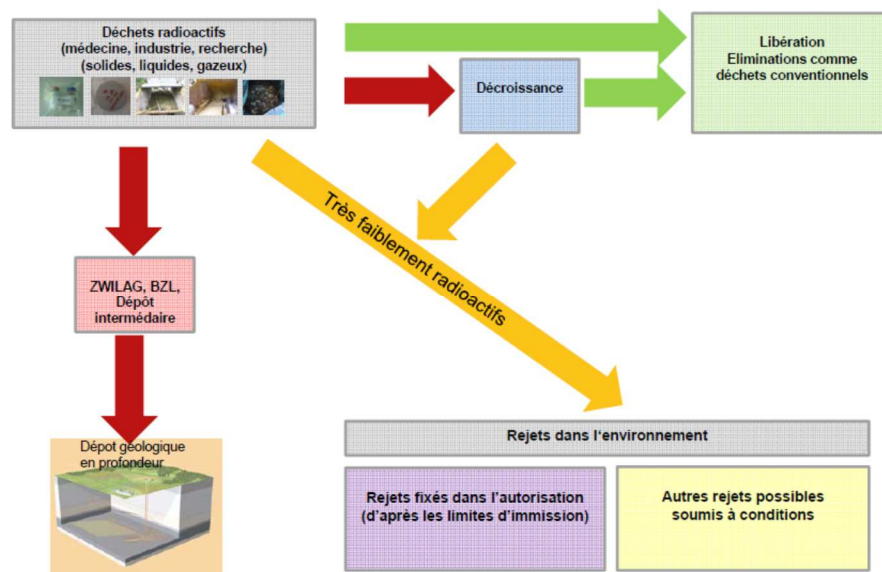 Déchets radioactifs
(médecine, industrie, recherche)
(solides, liquides, gazeux)
Libération
Eliminations comme
déchets conventionnels
Décroissance
Très faiblement radioactifs
ZWILAG, BZL,
Dépôt
intermédaire
Dépot géologique
en profondeur
Rejets dans l'environnement
Rejets fixés dans l'autorisation
(d'après les limites d'immission)
Autres rejets possibles
soumis à conditions